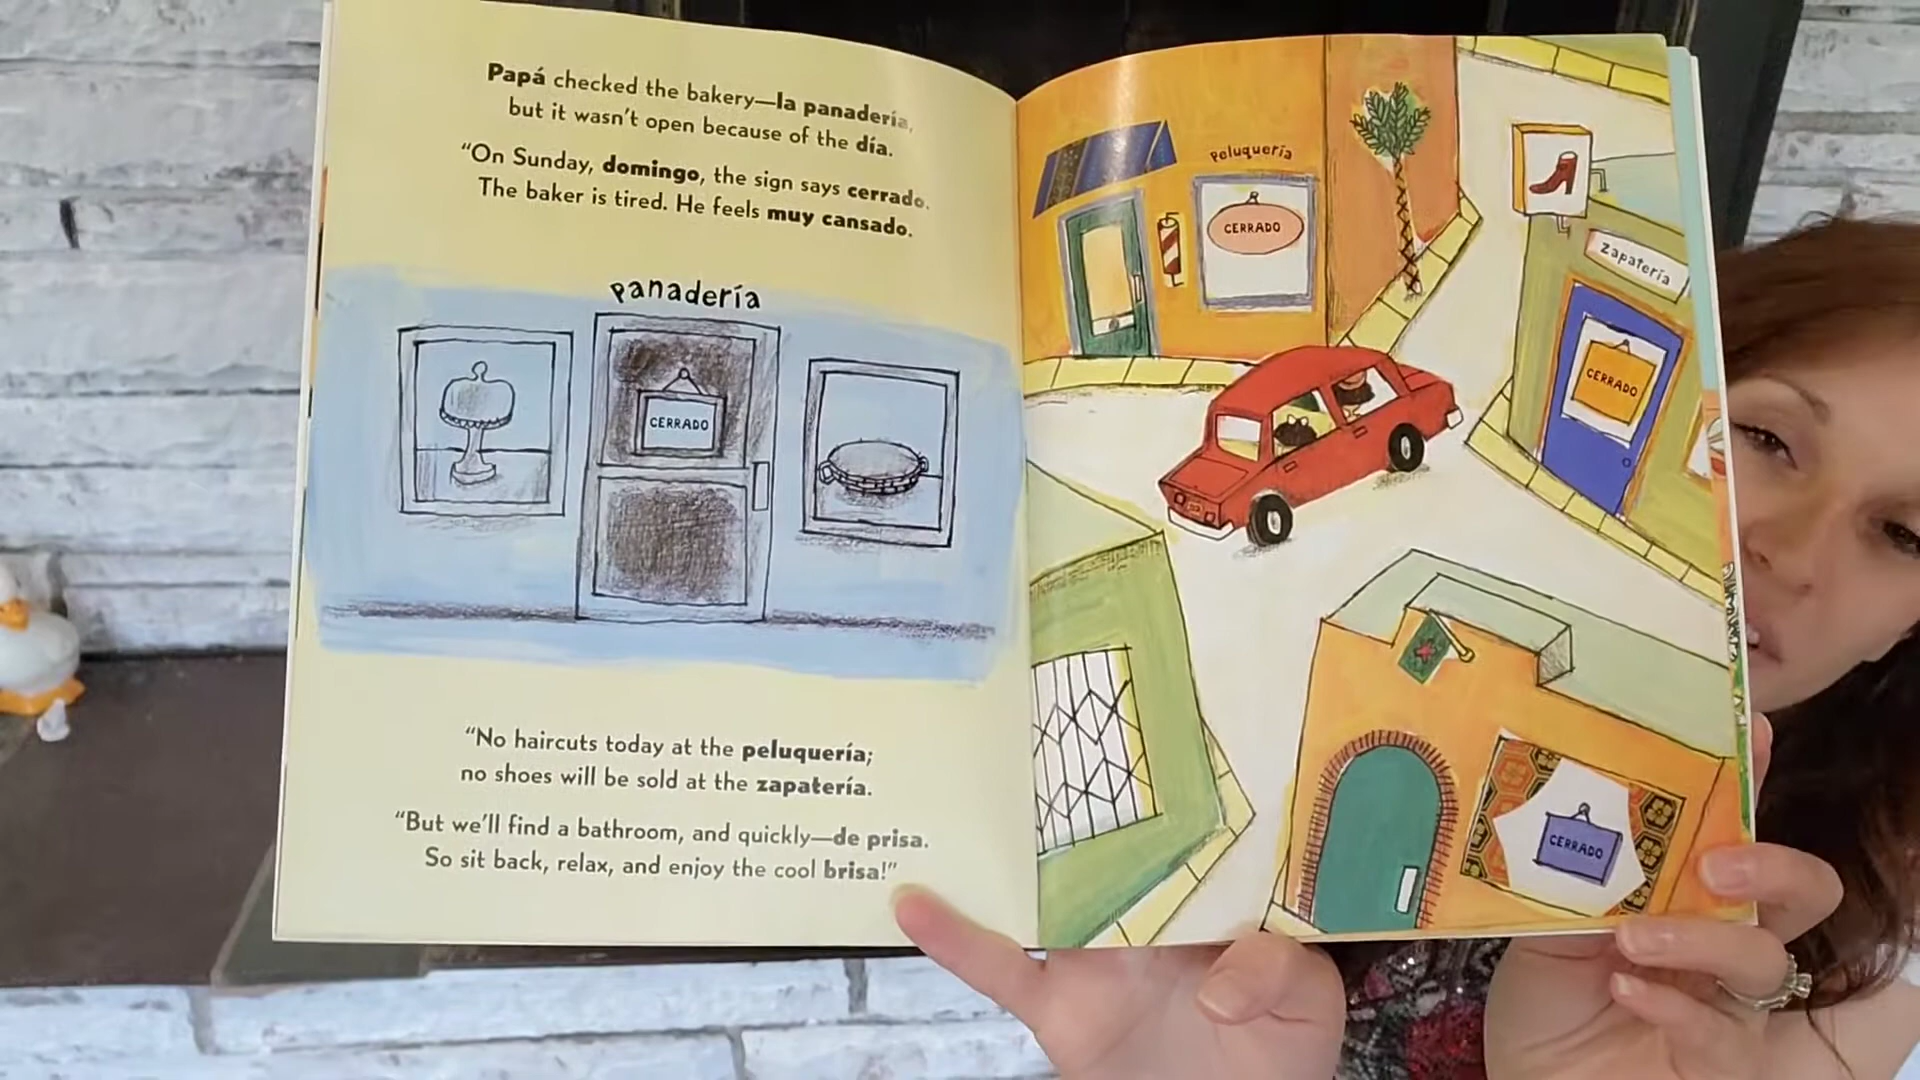 Papá checked the bakery—la panadería,
but it wasn't open because of the día.
“On Sunday, domingo, the sign says cerrado.
The baker is tired. He feels muy cansado.
Panadería
CERRADO
“No haircuts today at the peluquería;
no shoes will be sold at the zapatería.
“But we'll find a bathroom, and quickly—de prisa.
So sit back, relax, and enjoy the cool brisa!”
Peluquería
CERRADO
Zapatería
CERRADO
CERRADO